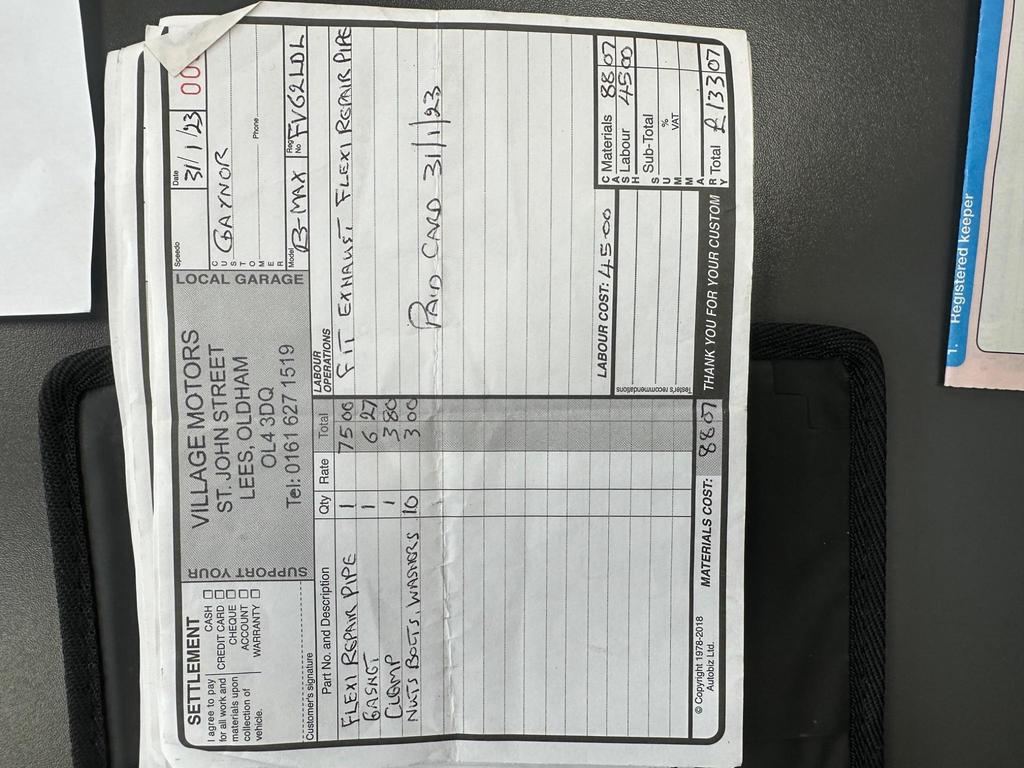 SETTLEMENT
I agree to pay for all work and materials upon collection of vehicle.
CASH
CREDIT CARD
CHEQUE
ACCOUNT
WARRANTY
Customer's signature
SUPPORT YOUR
LOCAL GARAGE
VILLAGE MOTORS
ST. JOHN STREET
LEES, OLDHAM
OL4 3DQ
Tel: 0161 627 1519
Speedo
Date 31/1/23
00
CUSTOMER GAYNOR
Phone
Model B-MAX Reg No FV62LDL
Part No. and Description Qty Rate Total
FLEXI REPAIR PIPE 1 75 00
GASKET 1 6 27
CLAMP 1 3 80
NUTS BOLTS, WASHERS 10 3 00
MATERIALS COST: 88 07
© Copyright 1978-2018
Autobiz Ltd.
LABOUR OPERATIONS
FIT EXHAUST FLEXI REPAIR PIPE
PAID CARD 31/1/23
LABOUR COST: 45-00
Tester's recommendations
CASH SUMMARY
Materials 88 07
Labour 45 00
Sub-Total
% VAT
Total £133 07
THANK YOU FOR YOUR CUSTOM
1. Registered keeper